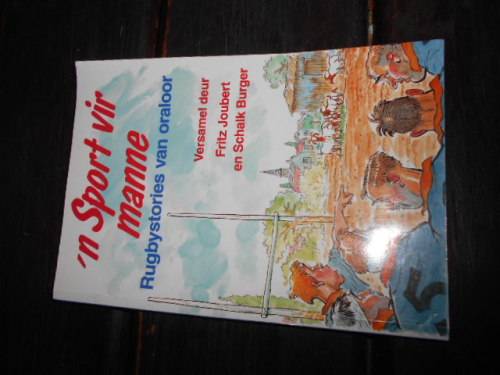 'n Sport vir
manne
Rugbystories van oraloor
Versamel deur
Fritz Joubert
en Schalk Burger